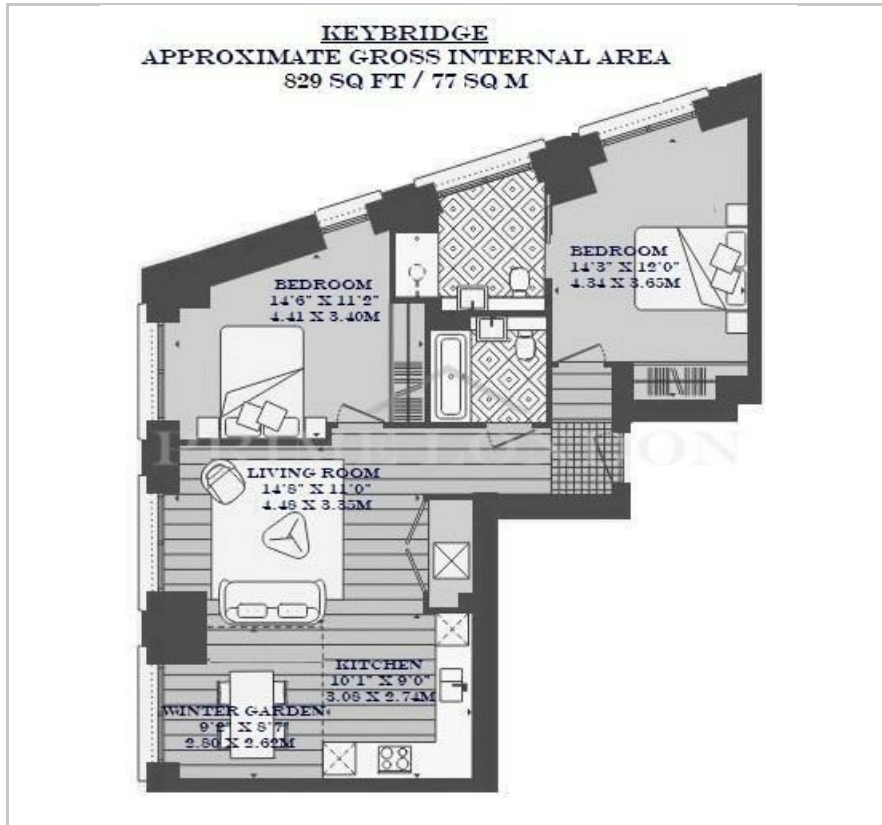 KEYBRIDGE
APPROXIMATE GROSS INTERNAL AREA
829 SQ FT / 77 SQ M
BEDROOM
14'3" X 12'0"
4.34 X 3.65M
BEDROOM
14'6" X 11'2"
4.41 X 3.40M
PRIME LONDON
LIVING ROOM
14'8" X 11'0"
4.48 X 3.35M
KITCHEN
10'1" X 9'0"
3.08 X 2.74M
WINTER GARDEN
9'2" X 8'7"
2.80 X 2.62M